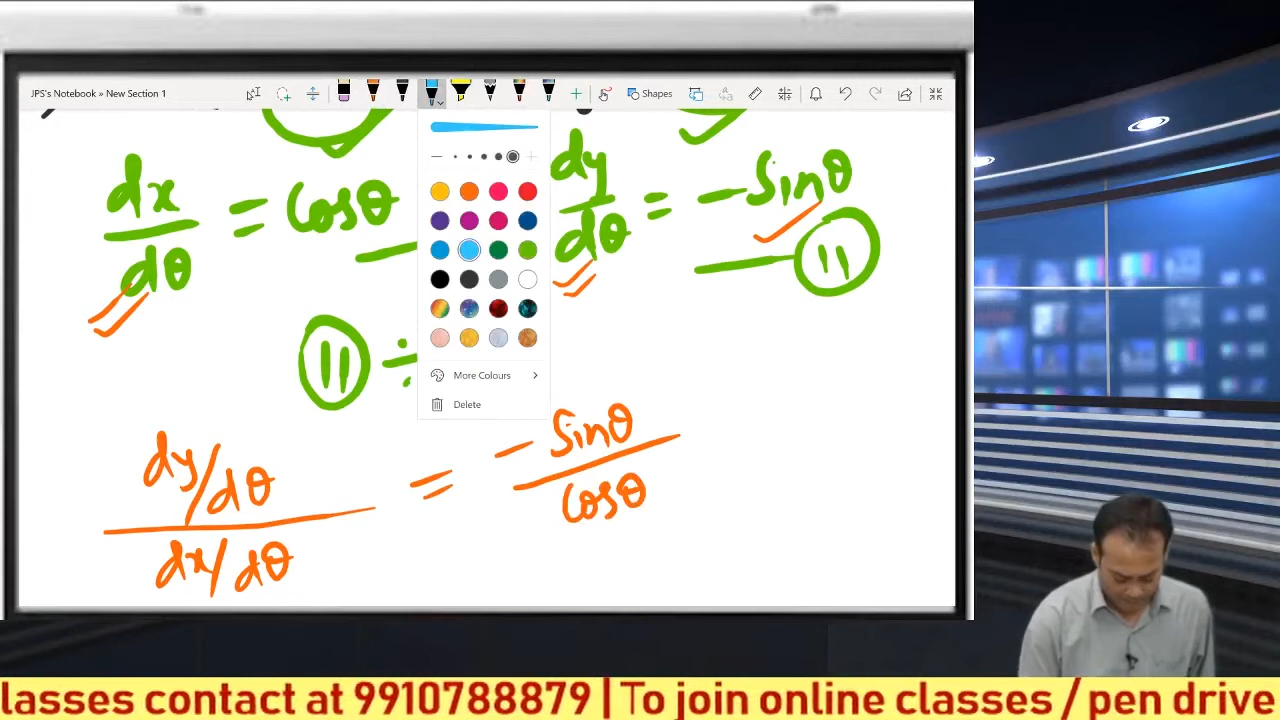 JPS's Notebook » New Section 1
Shapes
dx/dθ = cosθ
dy/dθ = -sinθ
11
11 ÷
More Colours
Delete
dy/dθ / dx/dθ = -sinθ / cosθ
lasses contact at 9910788879 | To join online classes / pen drive